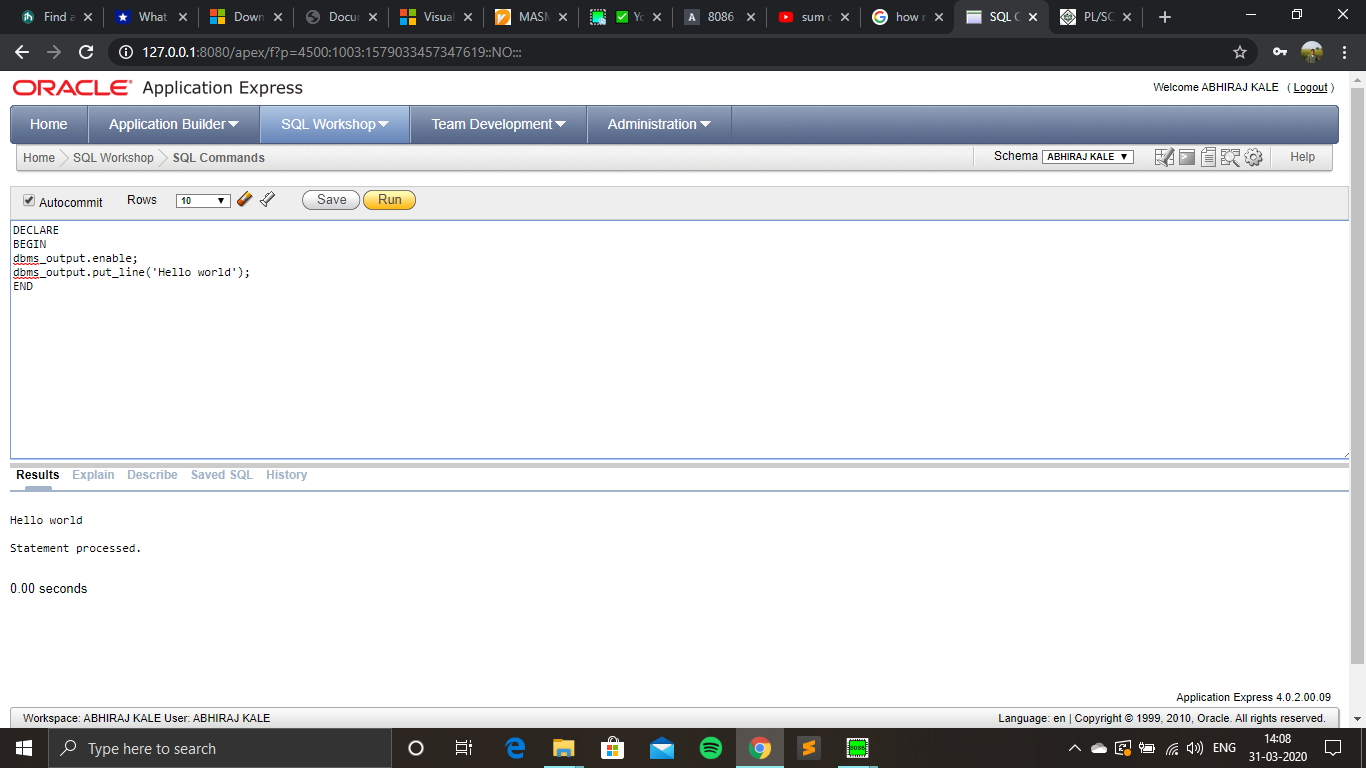 Find a
What
Down
Docur
Visual
MASM
Yo
A 8086
sum o
how r
SQL C
PL/SC
127.0.0.1:8080/apex/f?p=4500:1003:1579033457347619::NO:::
ORACLE® Application Express
Welcome ABHIRAJ KALE ( Logout )
Home Application Builder SQL Workshop Team Development Administration
Home SQL Workshop SQL Commands Schema ABHIRAJ KALE Help
Autocommit Rows 10 Save Run
DECLARE
BEGIN
dbms_output.enable;
dbms_output.put_line('Hello world');
END
Results Explain Describe Saved SQL History
Hello world
Statement processed.
0.00 seconds
Application Express 4.0.2.00.09
Workspace: ABHIRAJ KALE User: ABHIRAJ KALE Language: en | Copyright © 1999, 2010, Oracle. All rights reserved.
Type here to search
8086
ENG
14:08
31-03-2020